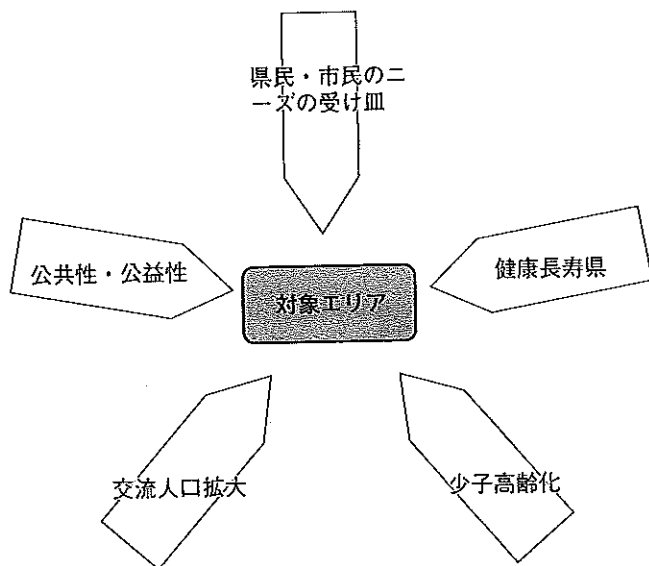 県民・市民のニ
ーズの受け皿
公共性・公益性
健康長寿県
対象エリア
交流人口拡大
少子高齢化